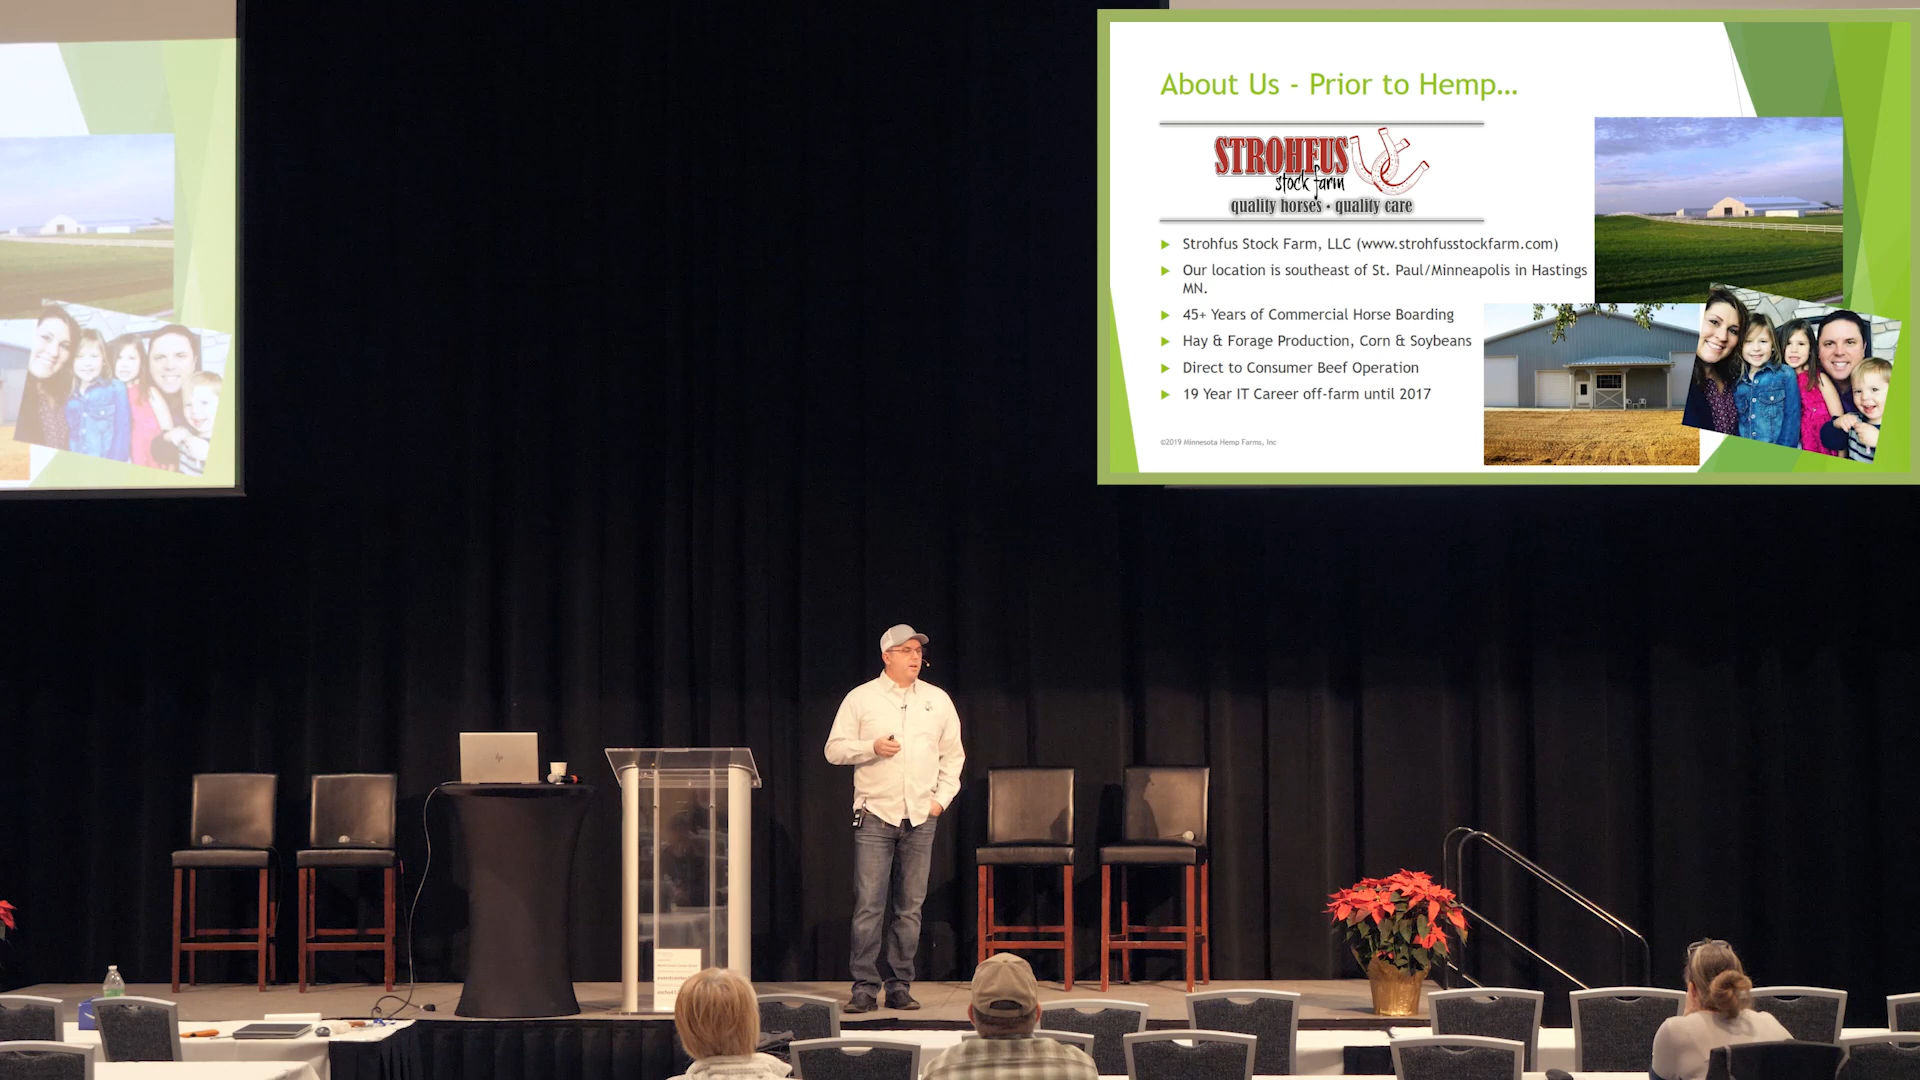 About Us - Prior to Hemp...
STROHFUS
stock farm
quality horses • quality care
Strohfus Stock Farm, LLC (www.strohfusstockfarm.com)
Our location is southeast of St. Paul/Minneapolis in Hastings
MN.
45+ Years of Commercial Horse Boarding
Hay & Forage Production, Corn & Soybeans
Direct to Consumer Beef Operation
19 Year IT Career off-farm until 2017
©2019 Minnesota Hemp Farms, Inc
hp